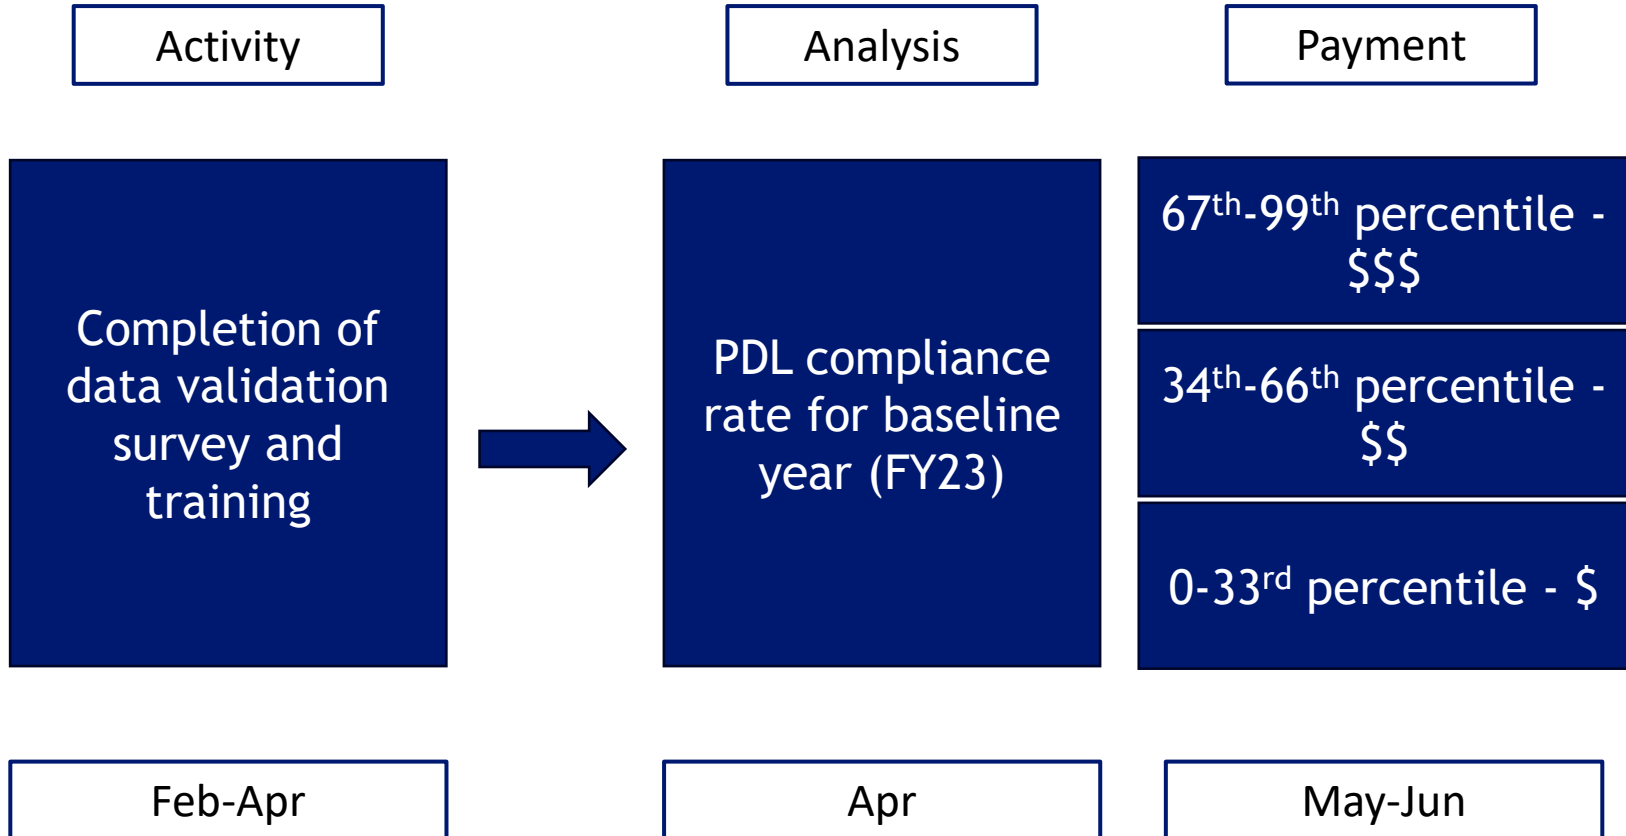 Activity
Analysis
Payment
Completion of
data validation
survey and
training
PDL compliance
rate for baseline
year (FY23)
67th-99th percentile -
$$$
34th-66th percentile -
$$
0-33rd percentile - $
Feb-Apr
Apr
May-Jun